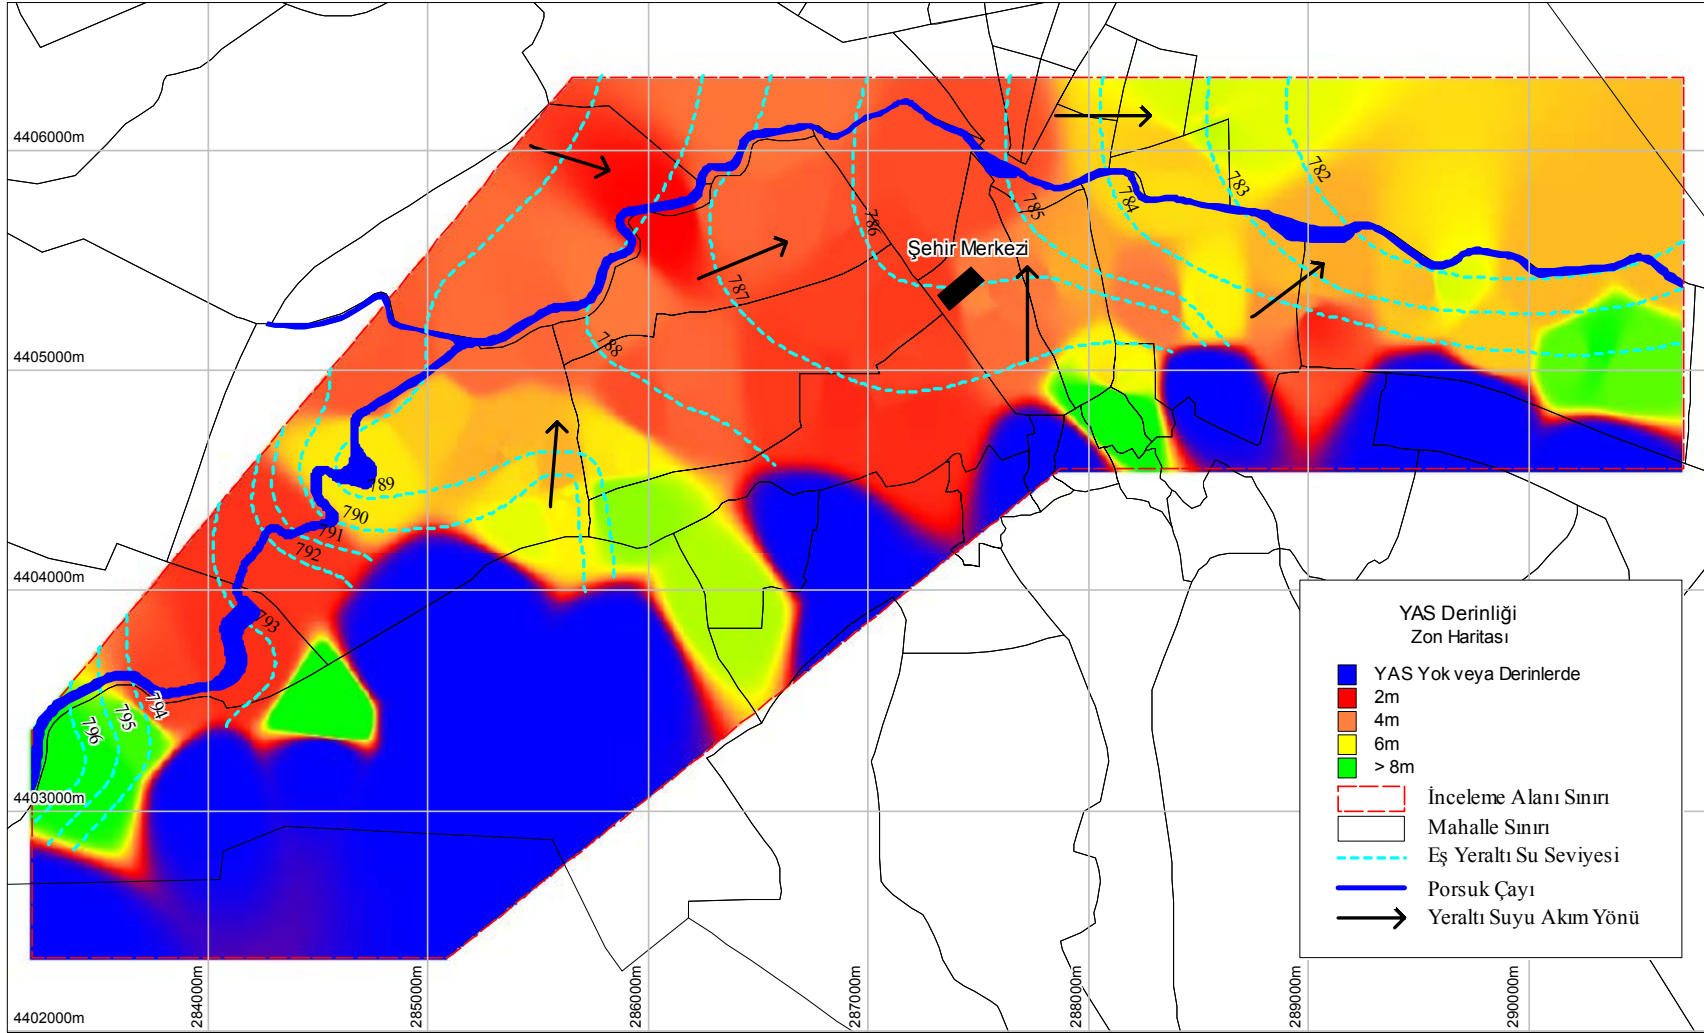 4406000m
4405000m
4404000m
4403000m
4402000m
284000m
285000m
286000m
287000m
288000m
289000m
290000m
782
783
784
785
786
787
788
789
790
791
792
793
794
795
796
Şehir Merkezi
YAS Derinliği
Zon Haritası
YAS Yok veya Derinlerde
2m
4m
6m
> 8m
İnceleme Alanı Sınırı
Mahalle Sınırı
Eş Yeraltı Su Seviyesi
Porsuk Çayı
Yeraltı Suyu Akım Yönü